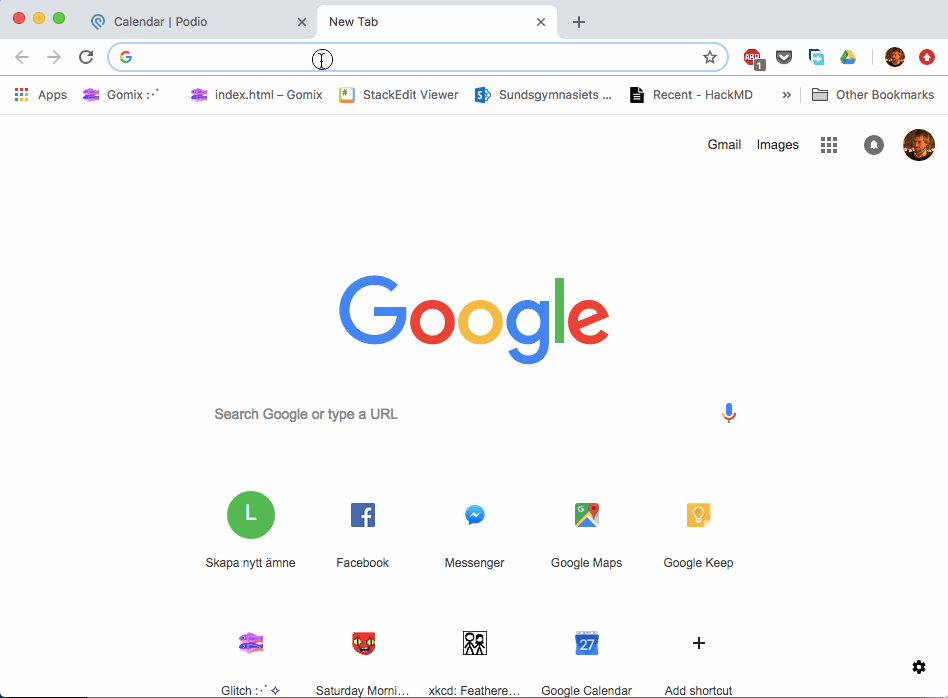 Calendar | Podio
New Tab
ABP 1
Apps
Gomix :·ﾟ
index.html – Gomix
StackEdit Viewer
Sundsgymnasiets ...
Recent - HackMD
»
Other Bookmarks
Gmail
Images
Google
Search Google or type a URL
L
Skapa nytt ämne
Facebook
Messenger
Google Maps
Google Keep
27
Glitch :·ﾟ✧
Saturday Morni...
xkcd: Feathere...
Google Calendar
Add shortcut